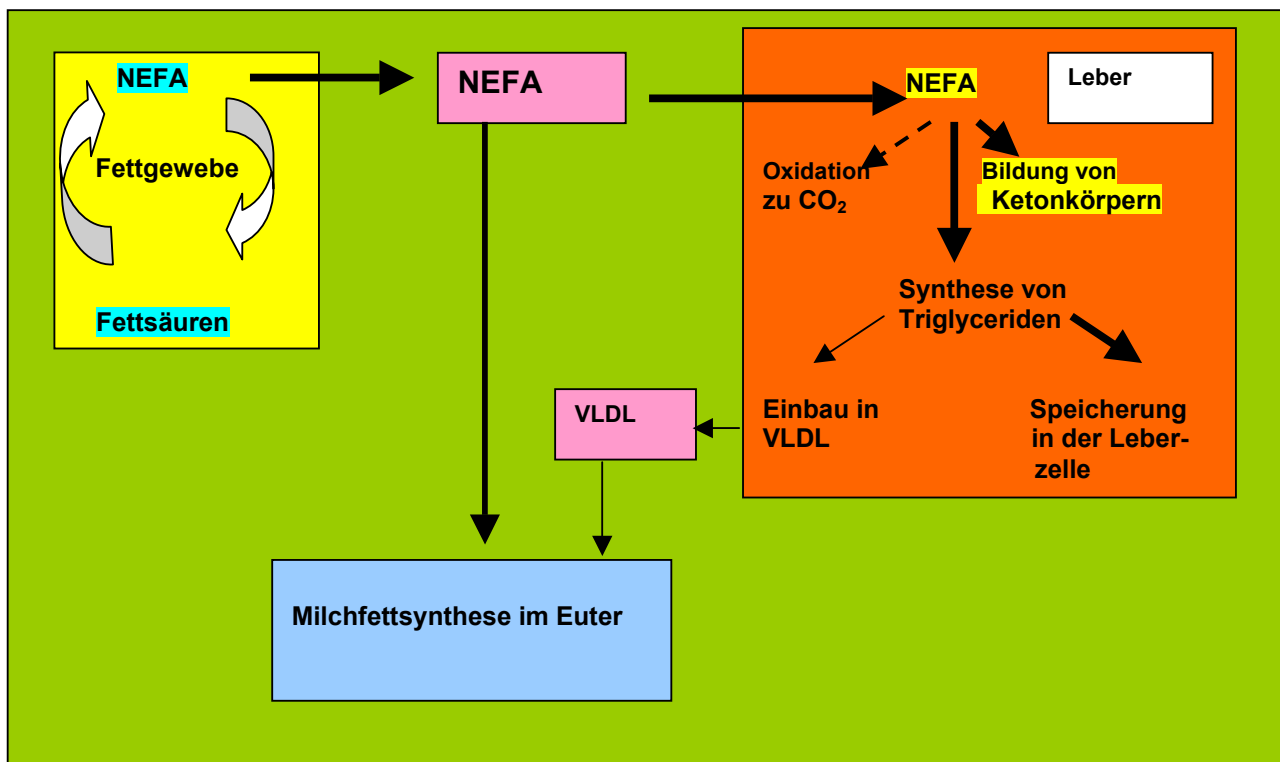 NEFA
Fettgewebe
Fettsäuren
NEFA
NEFA
Leber
Oxidation
zu CO₂
Bildung von
Ketonkörpern
Synthese von
Triglyceriden
Einbau in
VLDL
Speicherung
in der Leber-
zelle
VLDL
Milchfettsynthese im Euter